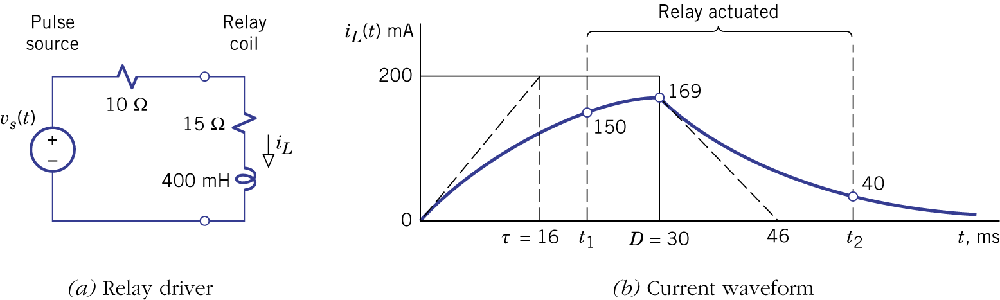 Pulse
source
Relay
coil
10 Ω
v_s(t)
+
−
15 Ω
i_L
400 mH
(a) Relay driver
Relay actuated
i_L(t) mA
200
169
150
40
0
τ = 16
t_1
D = 30
46
t_2
t, ms
(b) Current waveform